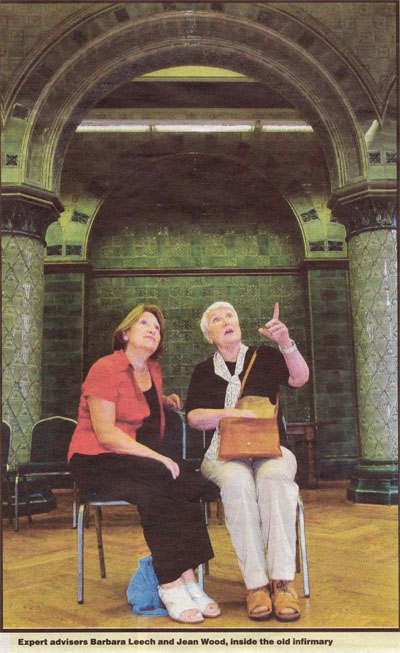 Expert advisers Barbara Leech and Jean Wood, inside the old infirmary